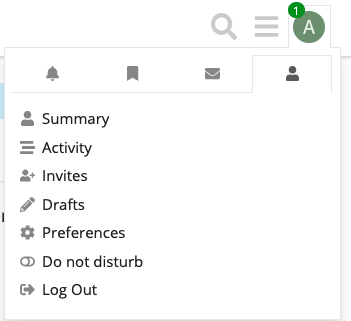 1
A
Summary
Activity
Invites
Drafts
Preferences
Do not disturb
Log Out